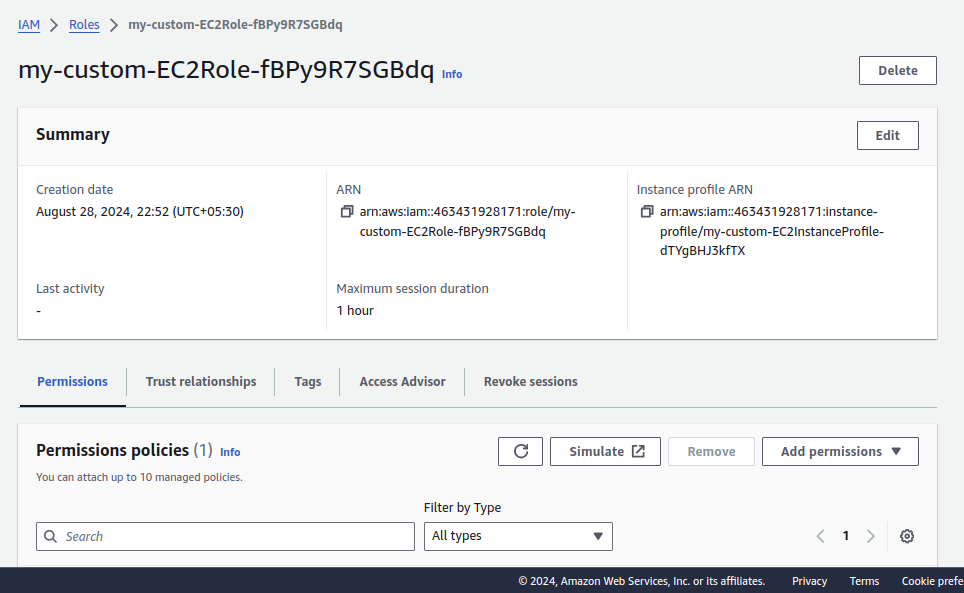 IAM > Roles > my-custom-EC2Role-fBPy9R7SGBdq
my-custom-EC2Role-fBPy9R7SGBdq Info
Delete
Summary
Edit
Creation date
August 28, 2024, 22:52 (UTC+05:30)
ARN
arn:aws:iam::463431928171:role/my-
custom-EC2Role-fBPy9R7SGBdq
Instance profile ARN
arn:aws:iam::463431928171:instance-
profile/my-custom-EC2InstanceProfile-
dTYgBHJ3kfTX
Last activity
-
Maximum session duration
1 hour
Permissions
Trust relationships
Tags
Access Advisor
Revoke sessions
Permissions policies (1) Info
You can attach up to 10 managed policies.
Simulate
Remove
Add permissions
Filter by Type
Search
All types
1
© 2024, Amazon Web Services, Inc. or its affiliates.
Privacy
Terms
Cookie prefe